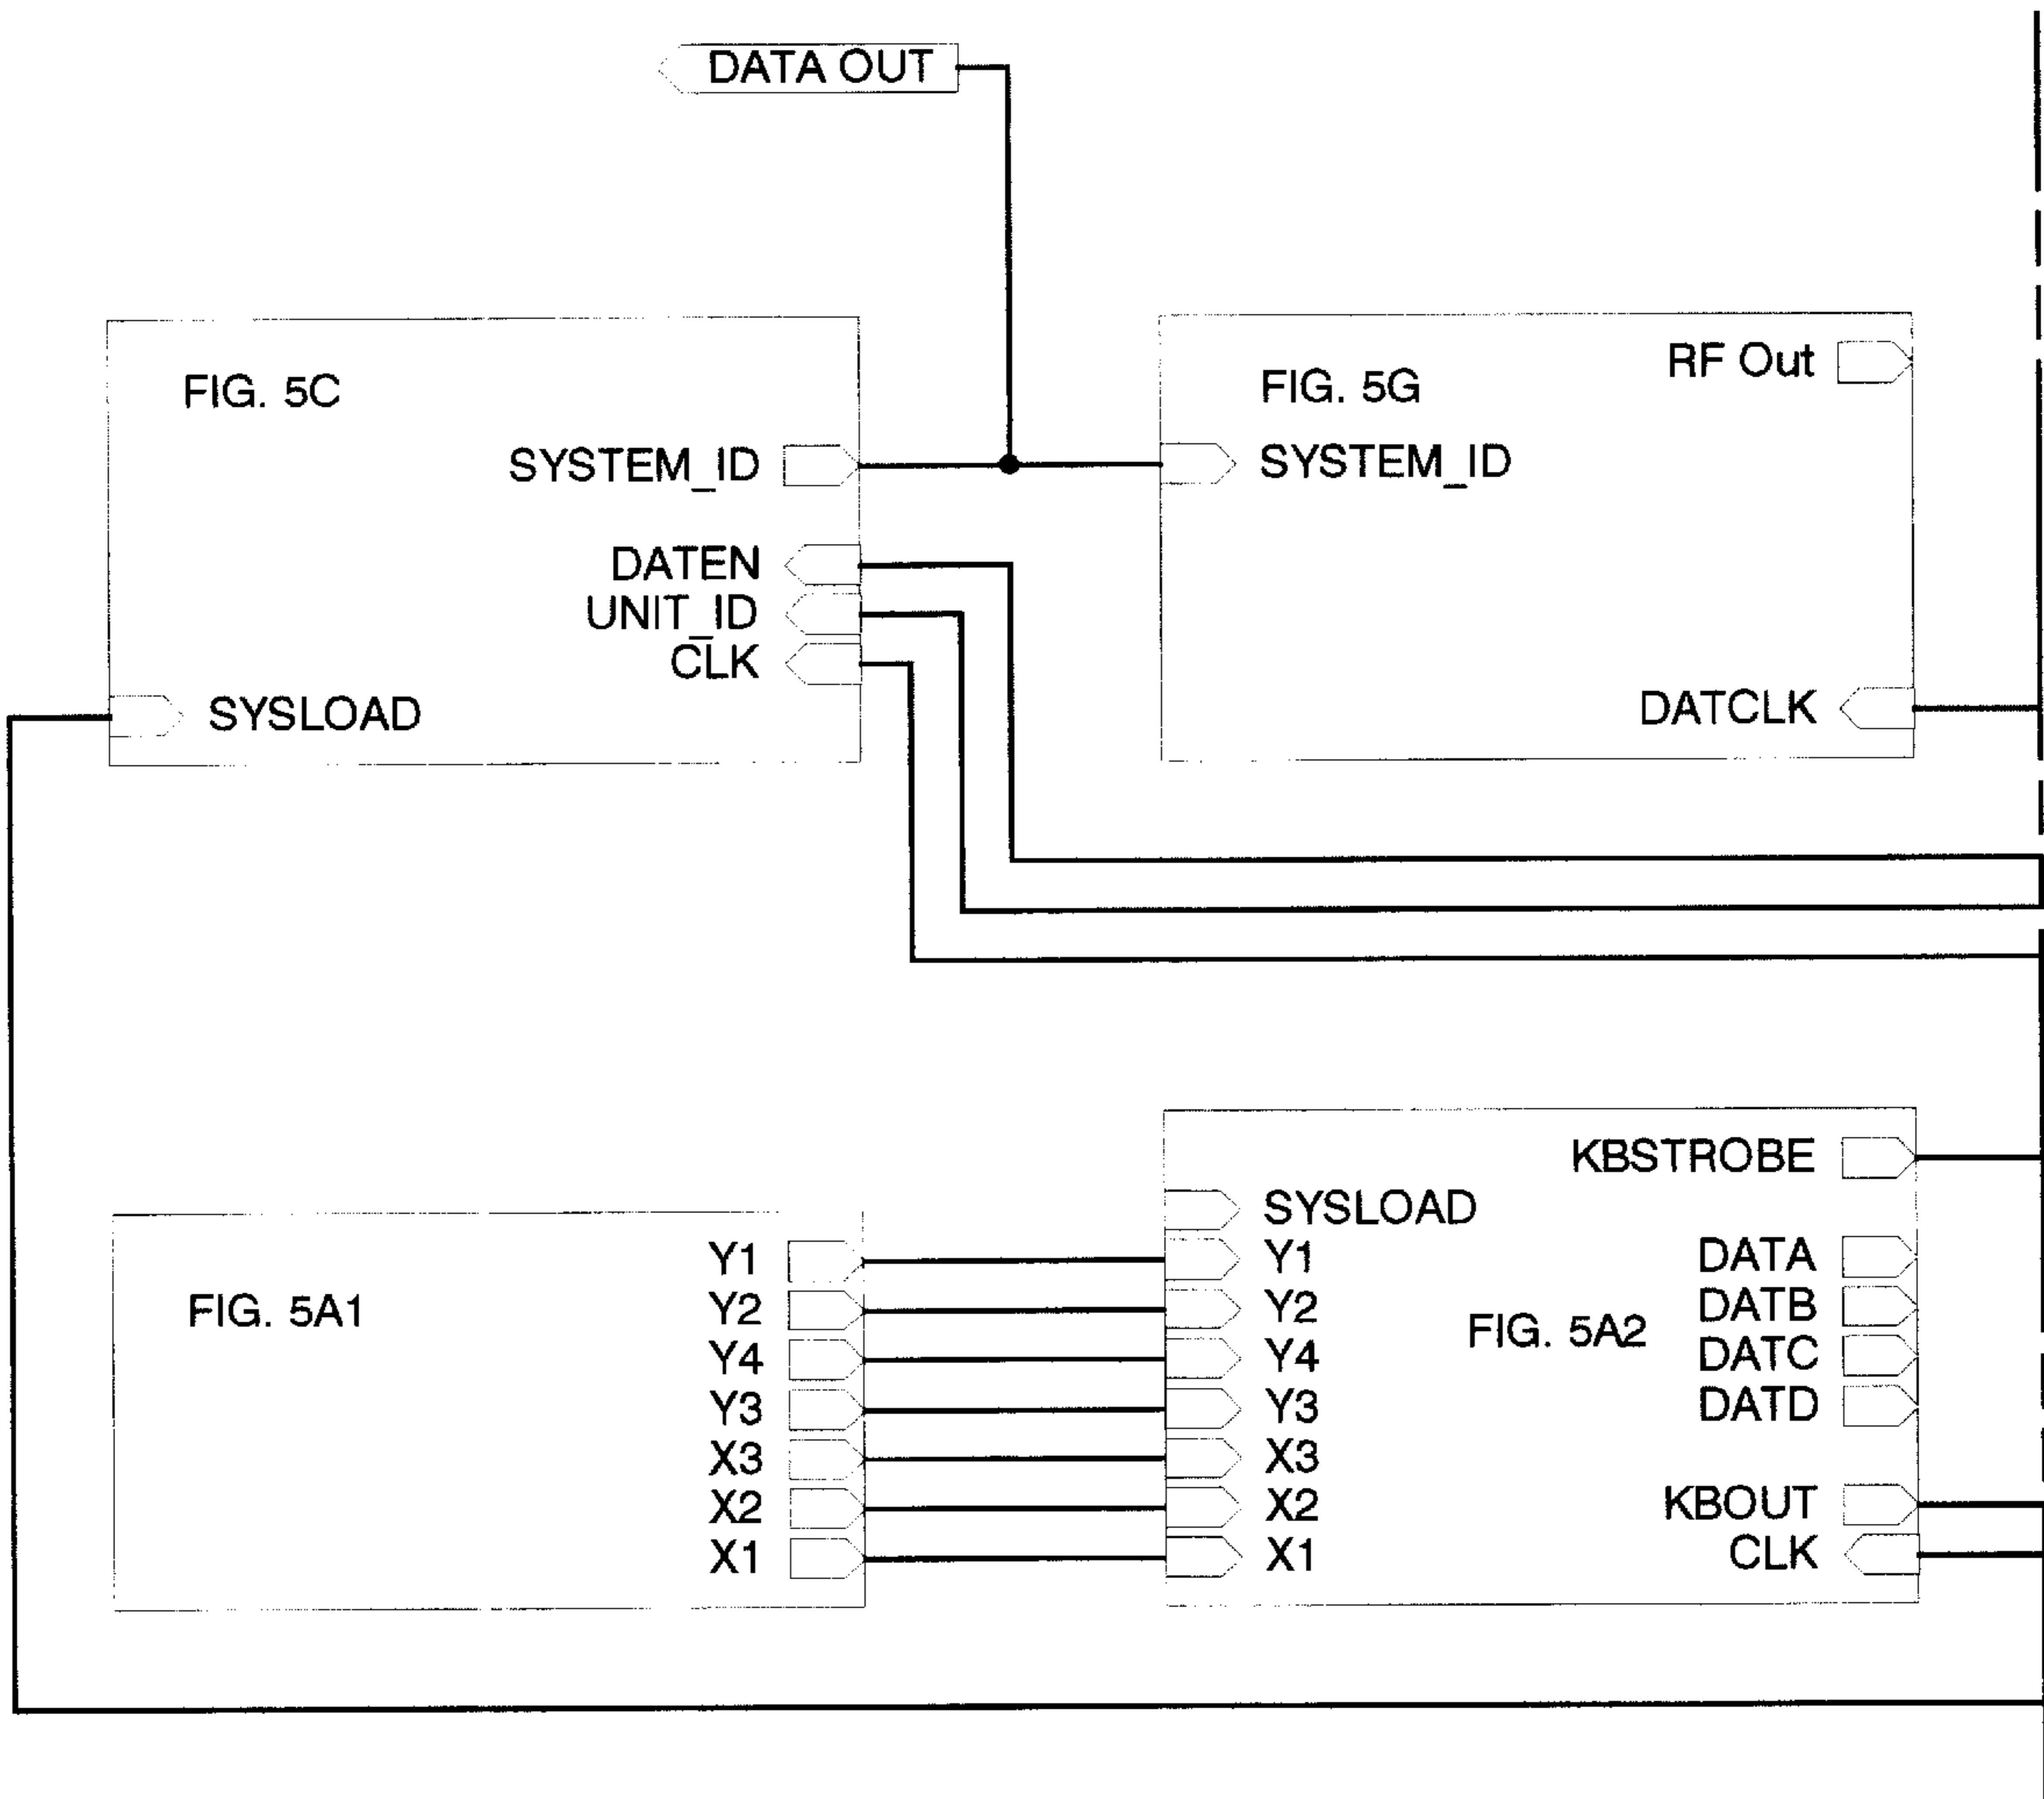 DATA OUT
FIG. 5C
SYSTEM_ID
DATEN
UNIT_ID
CLK
SYSLOAD
FIG. 5G
RF Out
SYSTEM_ID
DATCLK
FIG. 5A1
Y1
Y2
Y4
Y3
X3
X2
X1
KBSTROBE
SYSLOAD
Y1
Y2
Y4
Y3
X3
X2
X1
FIG. 5A2
DATA
DATB
DATC
DATD
KBOUT
CLK